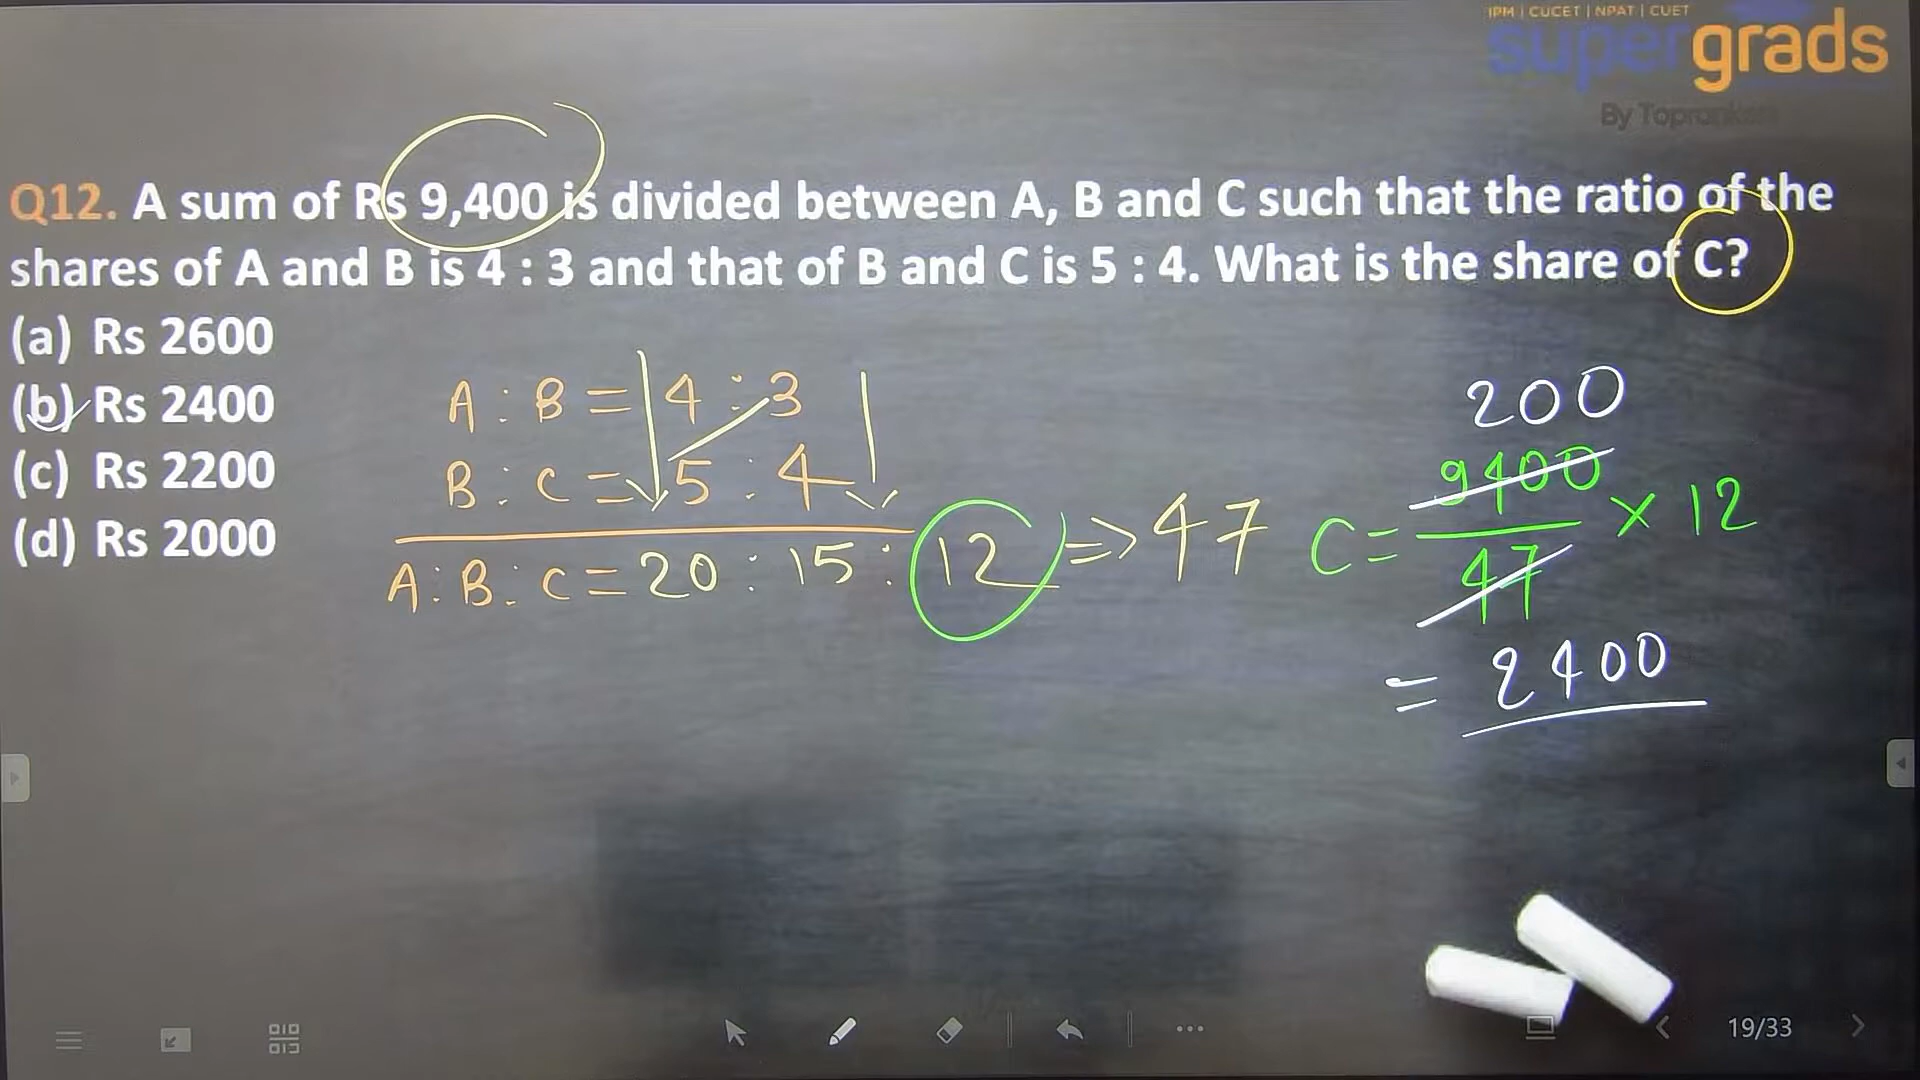 IPM | CUCET | NPAT | CUET
supergrads
By Toprankers
Q12. A sum of Rs 9,400 is divided between A, B and C such that the ratio of the
shares of A and B is 4 : 3 and that of B and C is 5 : 4. What is the share of C?
(a) Rs 2600
(b) Rs 2400
(c) Rs 2200
(d) Rs 2000
A : B = 4 : 3
B : C = 5 : 4
A : B : C = 20 : 15 : 12 => 47
200
C = 9400/47 × 12
= 2400
19/33